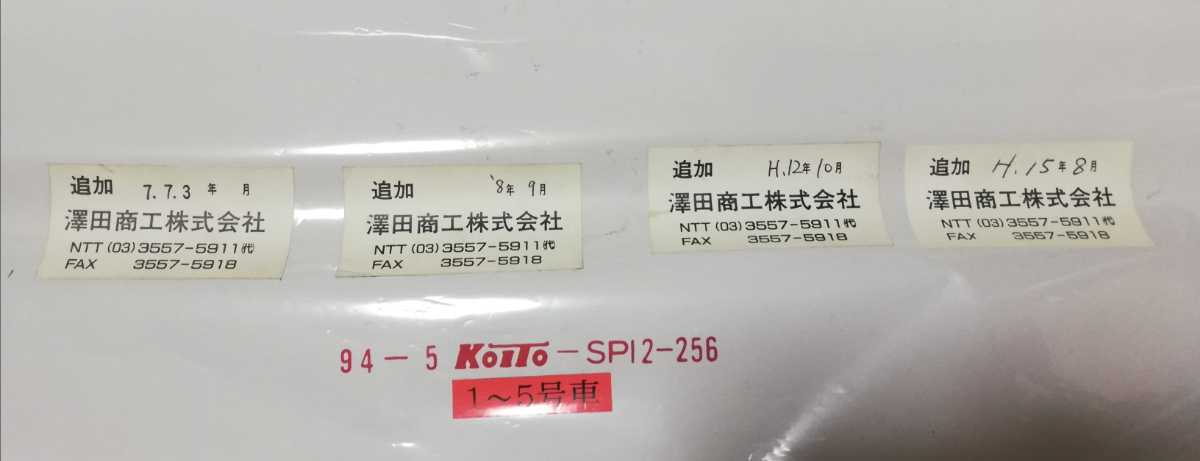 追加 7.7.3 年 月
澤田商工株式会社
NTT (03) 3557-5911代
FAX 3557-5918
追加 '8年 9月
澤田商工株式会社
NTT (03) 3557-5911代
FAX 3557-5918
追加 H.12年10月
澤田商工株式会社
NTT (03) 3557-5911代
FAX 3557-5918
追加 H.15年8月
澤田商工株式会社
NTT (03) 3557-5911代
FAX 3557-5918
94-5 KOITO-SP12-256
1~5号車